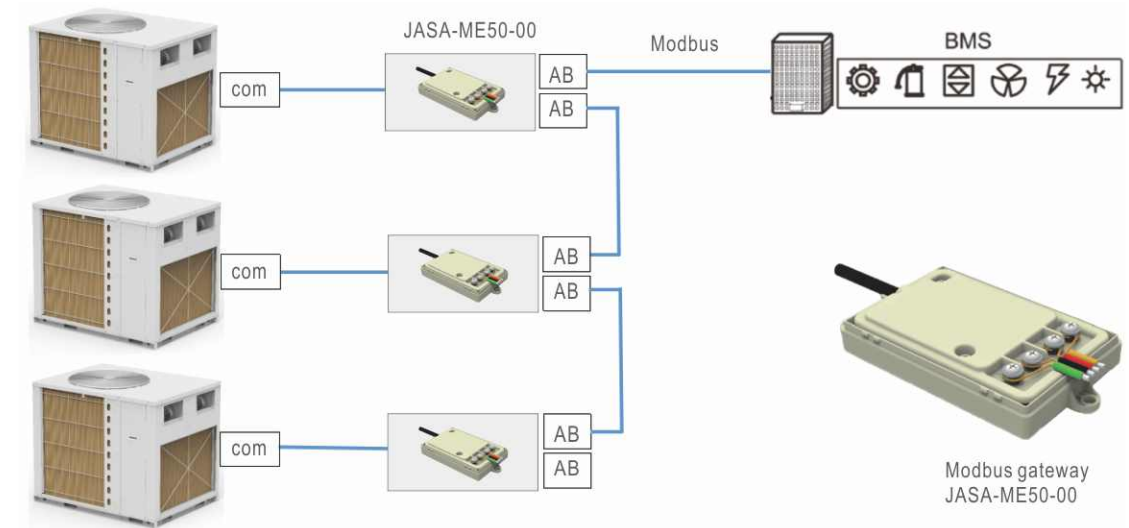 JASA-ME50-00
Modbus
BMS
com
AB
AB
com
AB
AB
com
AB
AB
Modbus gateway
JASA-ME50-00